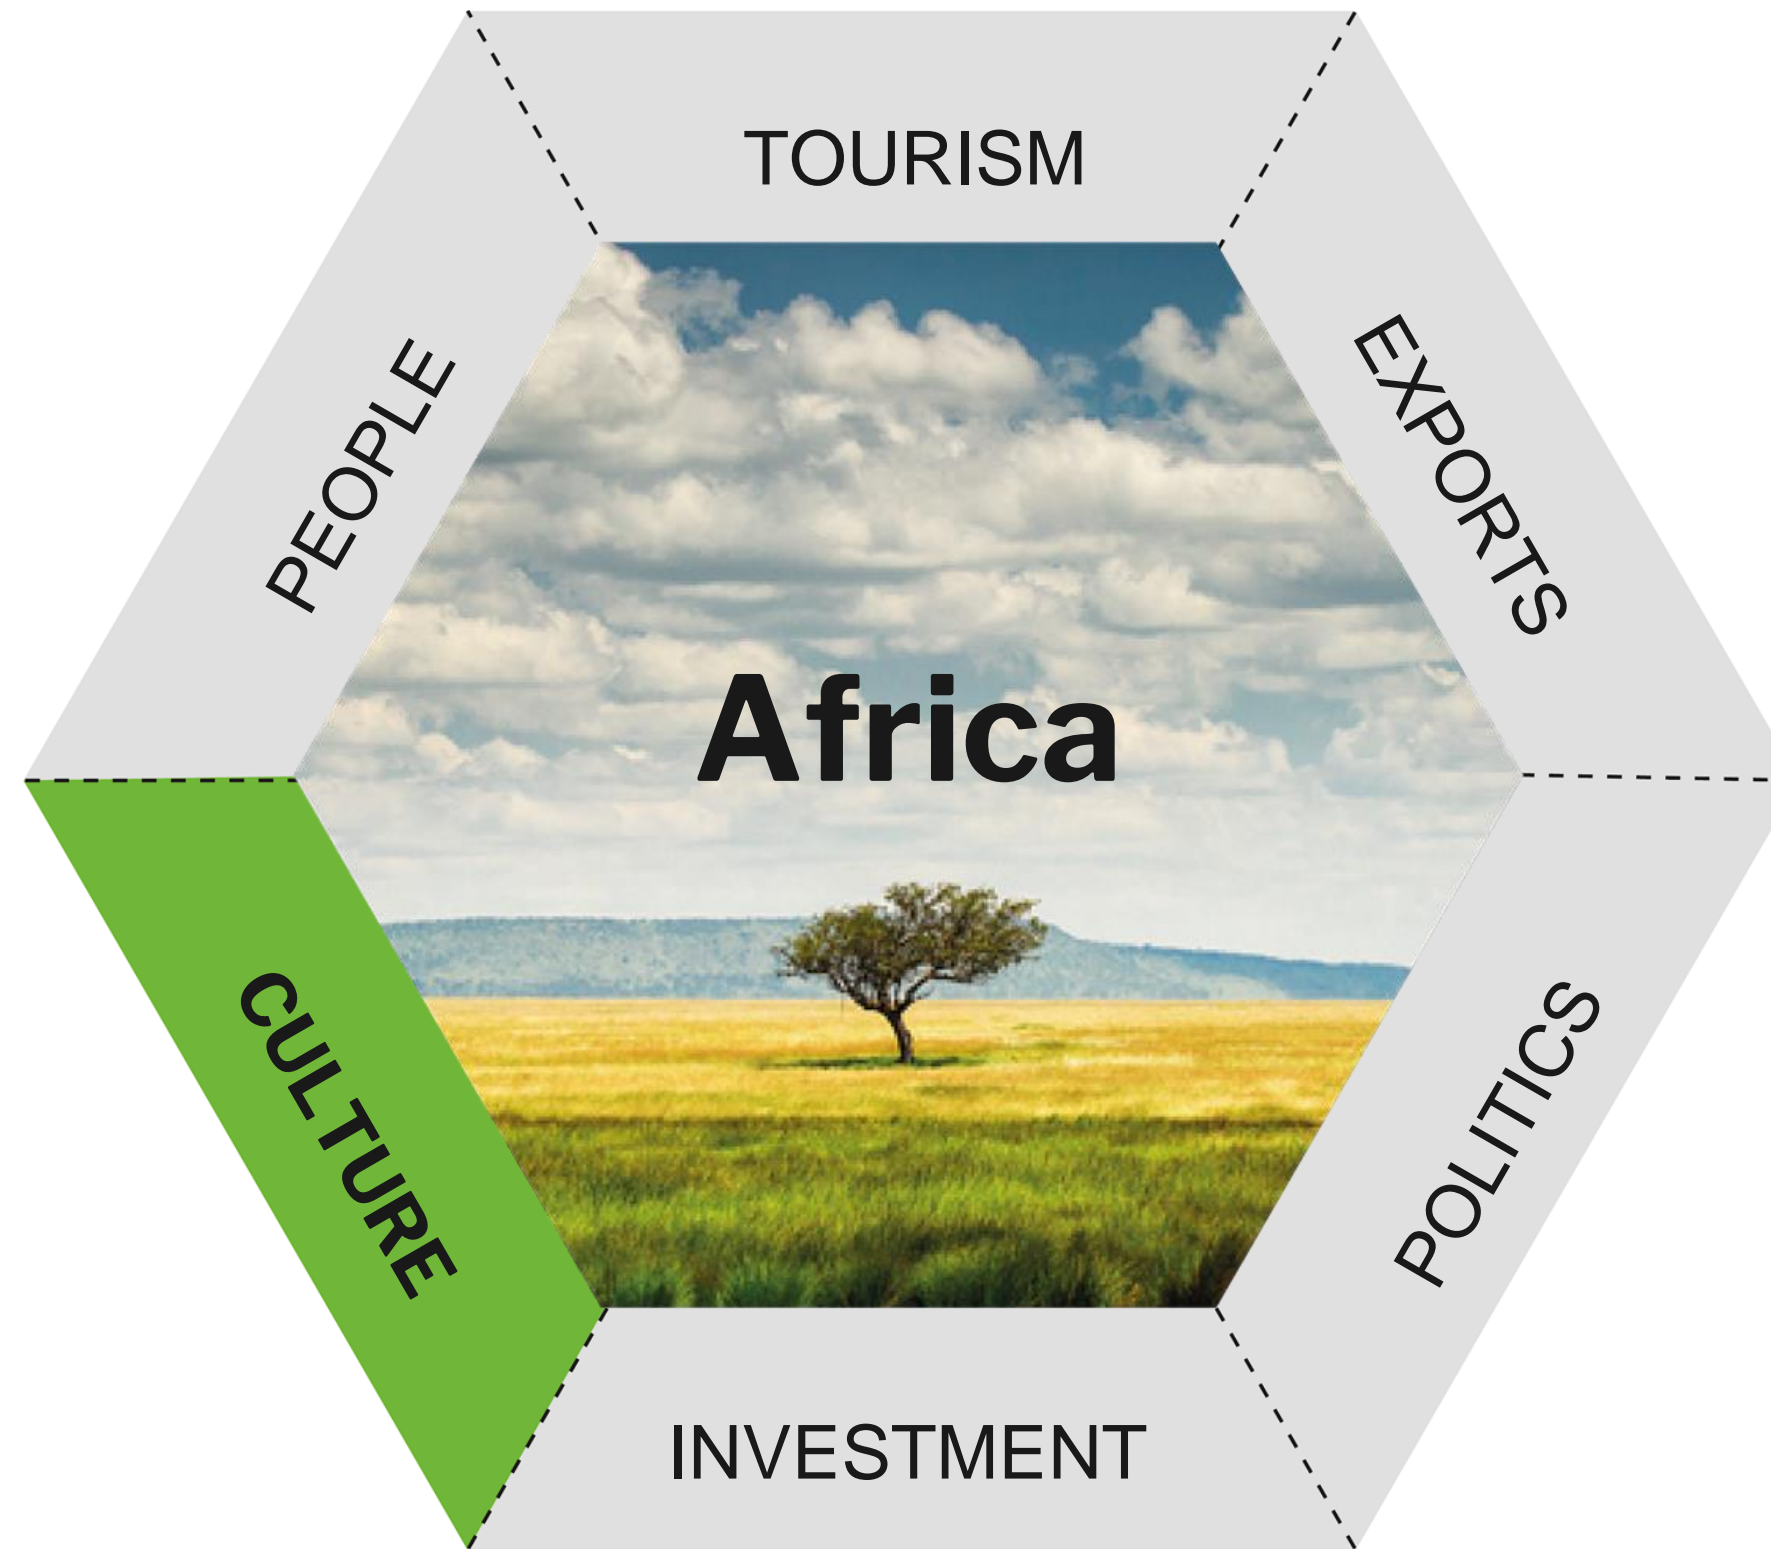 TOURISM
PEOPLE
EXPORTS
Africa
CULTURE
POLITICS
INVESTMENT